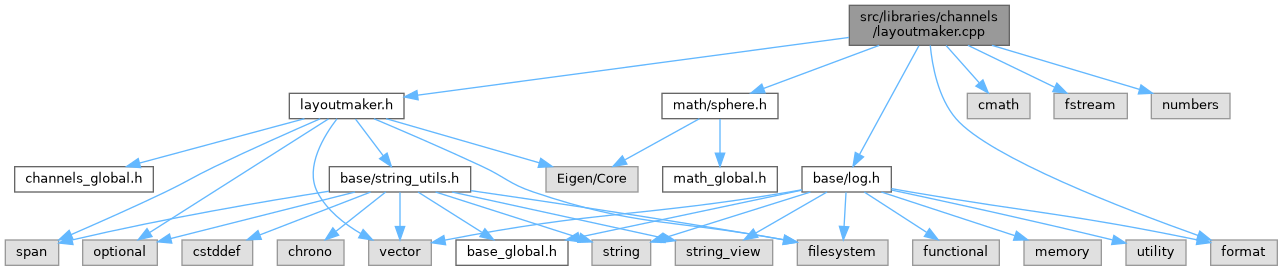 src/libraries/channels
/layoutmaker.cpp
layoutmaker.h
math/sphere.h
cmath
fstream
numbers
channels_global.h
base/string_utils.h
Eigen/Core
math_global.h
base/log.h
span
optional
cstddef
chrono
vector
base_global.h
string
string_view
filesystem
functional
memory
utility
format